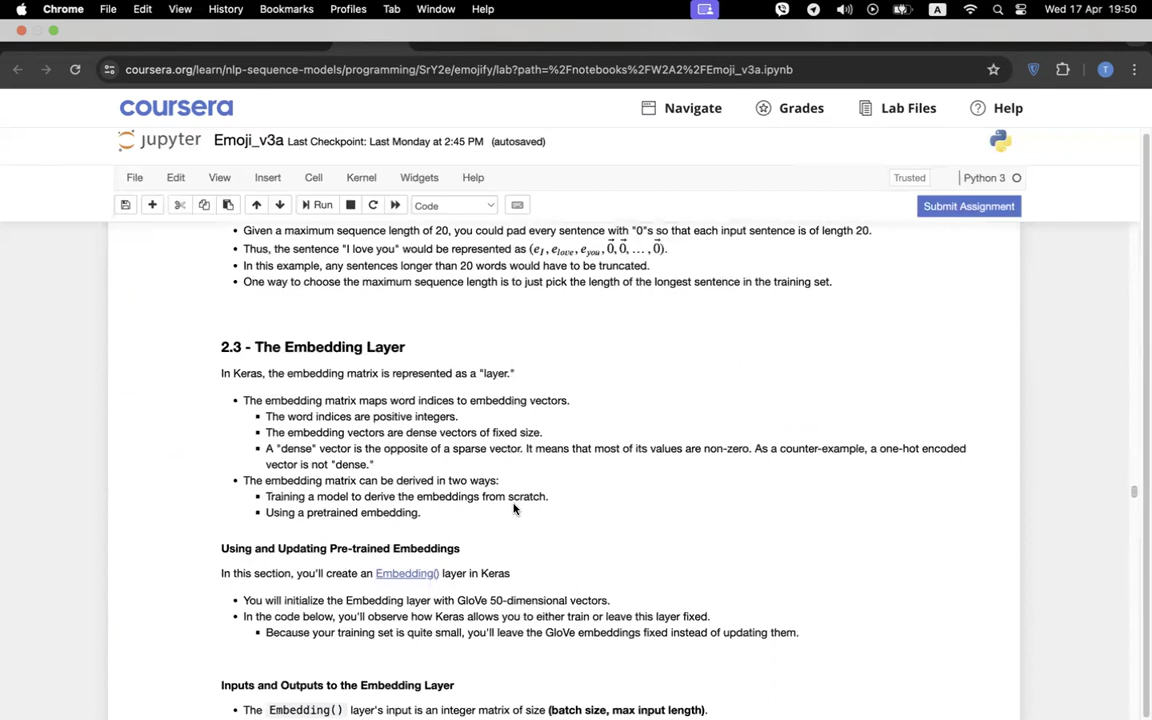 Chrome File Edit View History Bookmarks Profiles Tab Window Help A Wed 17 Apr 19:50
coursera.org/learn/nlp-sequence-models/programming/SrY2e/emojify/lab?path=%2Fnotebooks%2FW2A2%2FEmoji_v3a.ipynb T
coursera Navigate Grades Lab Files Help
jupyter Emoji_v3a Last Checkpoint: Last Monday at 2:45 PM (autosaved)
File Edit View Insert Cell Kernel Widgets Help Trusted Python 3
Run Code Submit Assignment
• Given a maximum sequence length of 20, you could pad every sentence with "0"s so that each input sentence is of length 20.
• Thus, the sentence "I love you" would be represented as (e_I, e_love, e_you, 0⃗, 0⃗, …, 0⃗).
• In this example, any sentences longer than 20 words would have to be truncated.
• One way to choose the maximum sequence length is to just pick the length of the longest sentence in the training set.
2.3 - The Embedding Layer
In Keras, the embedding matrix is represented as a "layer."
• The embedding matrix maps word indices to embedding vectors.
▪ The word indices are positive integers.
▪ The embedding vectors are dense vectors of fixed size.
▪ A "dense" vector is the opposite of a sparse vector. It means that most of its values are non-zero. As a counter-example, a one-hot encoded
vector is not "dense."
• The embedding matrix can be derived in two ways:
▪ Training a model to derive the embeddings from scratch.
▪ Using a pretrained embedding.
Using and Updating Pre-trained Embeddings
In this section, you'll create an Embedding() layer in Keras
• You will initialize the Embedding layer with GloVe 50-dimensional vectors.
• In the code below, you'll observe how Keras allows you to either train or leave this layer fixed.
▪ Because your training set is quite small, you'll leave the GloVe embeddings fixed instead of updating them.
Inputs and Outputs to the Embedding Layer
• The Embedding() layer's input is an integer matrix of size (batch size, max input length).